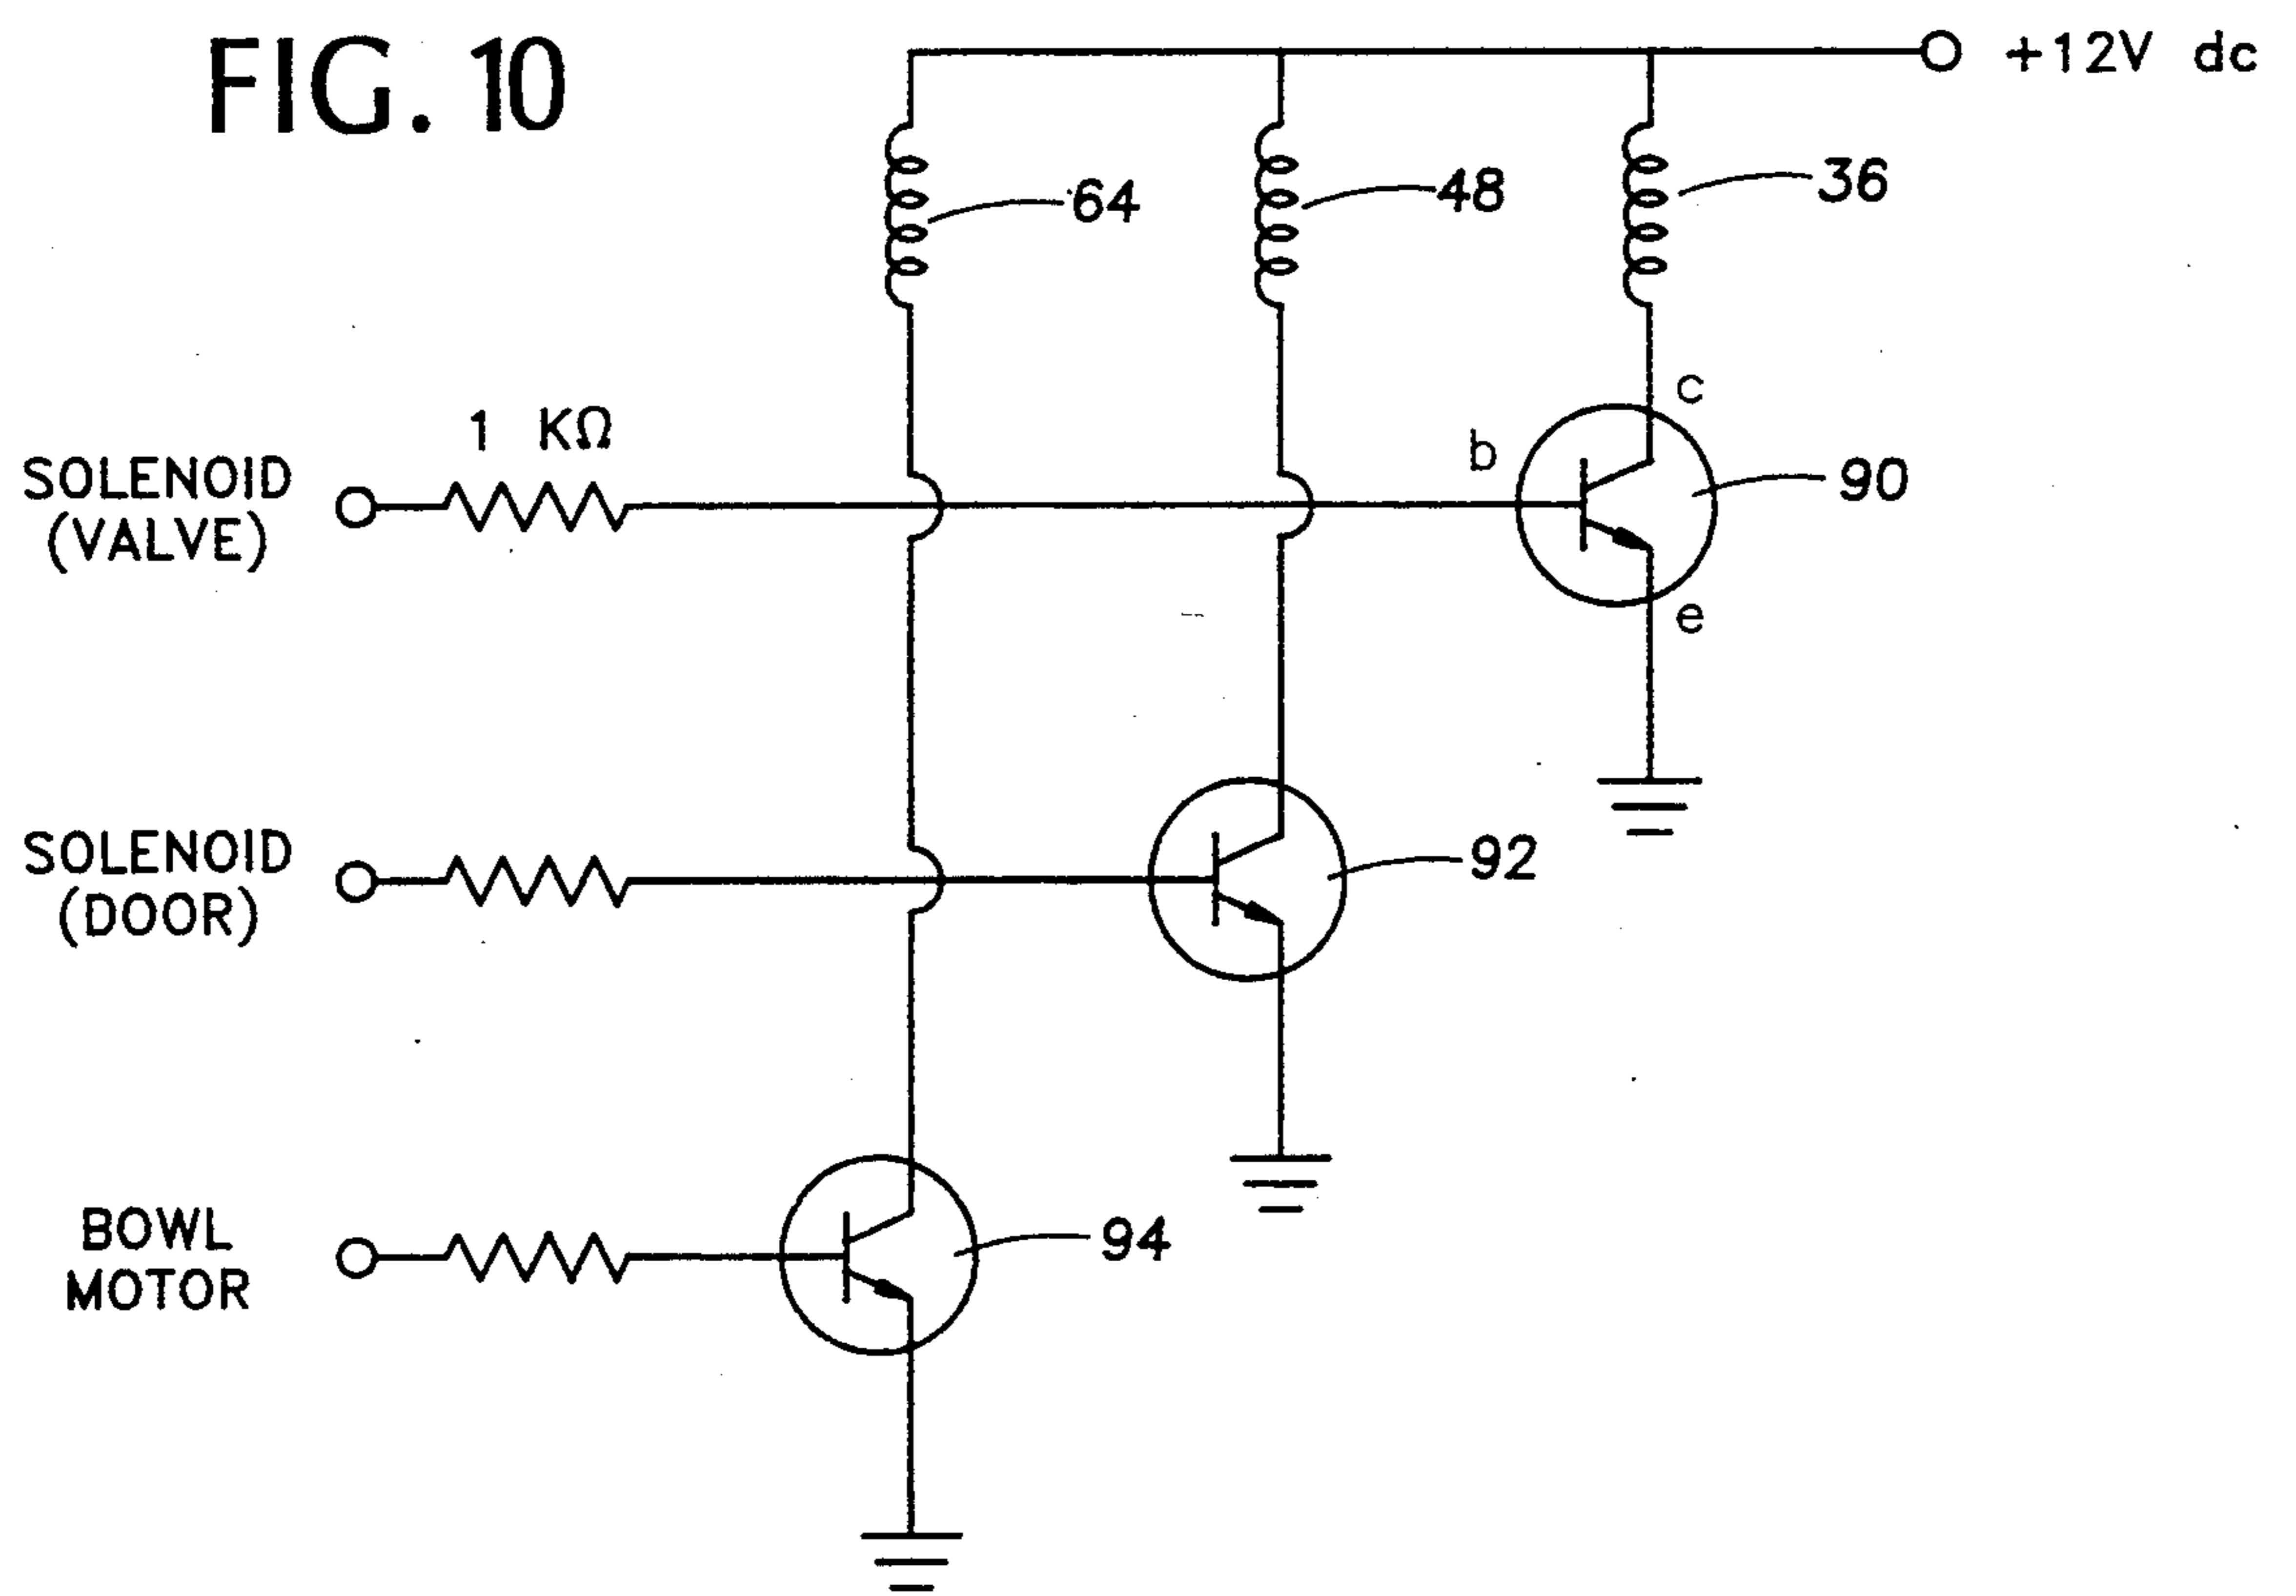 FIG. 10
+12V dc
64
48
36
c
1 KΩ
b
SOLENOID
(VALVE)
90
e
SOLENOID
(DOOR)
92
BOWL
MOTOR
94